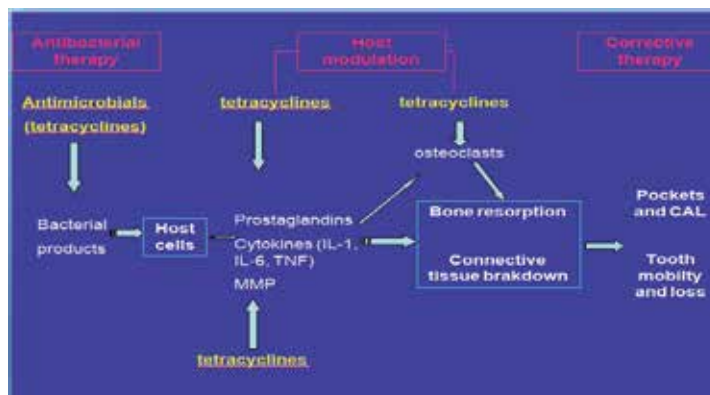 Antibacterial
therapy
Host
modulation
Corrective
therapy
Antimicrobials
(tetracyclines)
tetracyclines
tetracyclines
osteoclasts
Bacterial
products
Host
cells
Prostaglandins
Cytokines (IL-1,
IL-6, TNF)
MMP
Bone resorption
Connective
tissue brakdown
Pockets
and CAL
Tooth
mobilty
and loss
tetracyclines